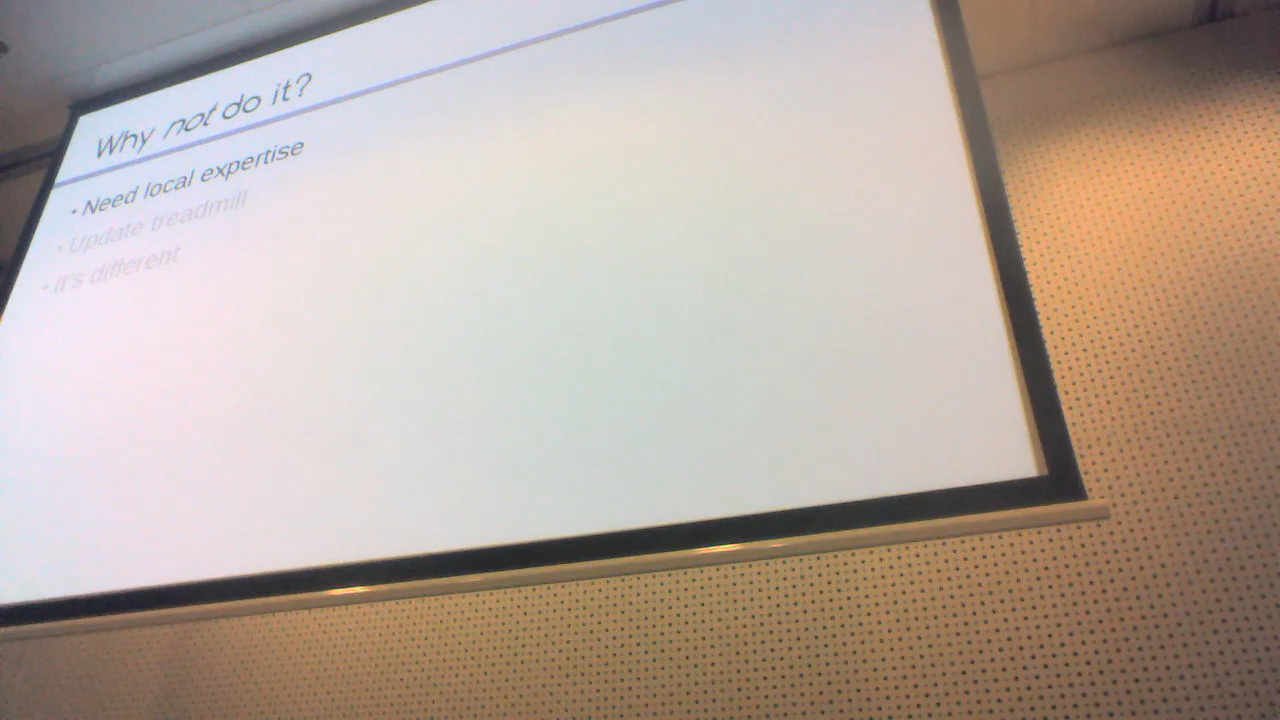 Why not do it?
• Need local expertise
• Update treadmill
• It's different